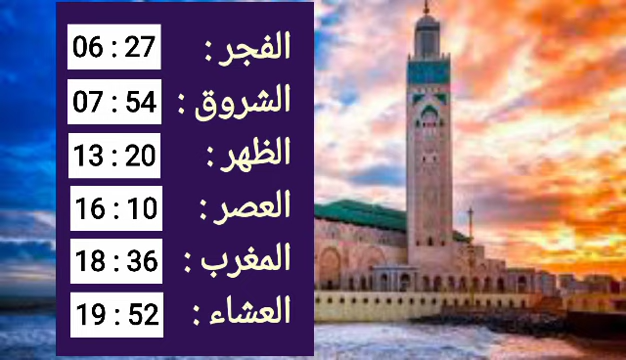 الفجر : 06 : 27
الشروق : 07 : 54
الظهر : 13 : 20
العصر : 16 : 10
المغرب : 18 : 36
العشاء : 19 : 52